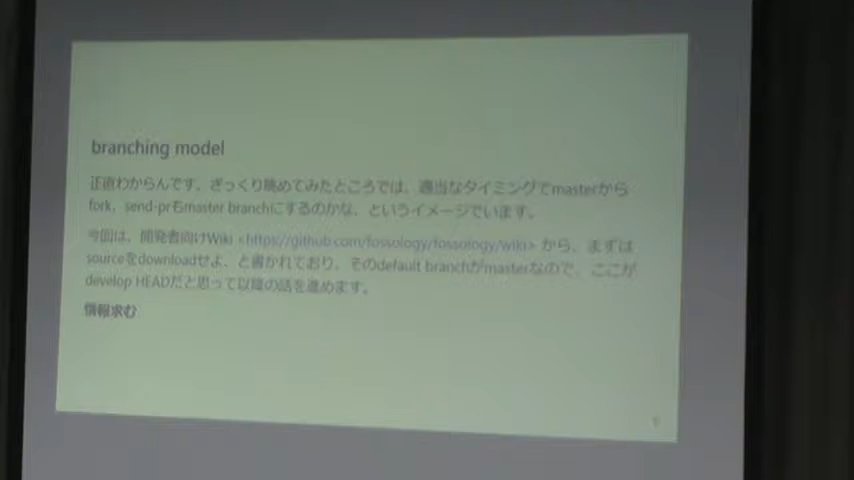 branching model
正直わからんです。ざっくり眺めてみたところでは、適当なタイミングでmasterから
fork、send-prもmaster branchにするのかな、というイメージでいます。
今回は、開発者向けWiki <https://github.com/fossology/fossology/wiki> から、まずは
sourceをdownloadせよ、と書かれており、そのdefault branchがmasterなので、ここが
develop HEADだと思って以降の話を進めます。
情報求む